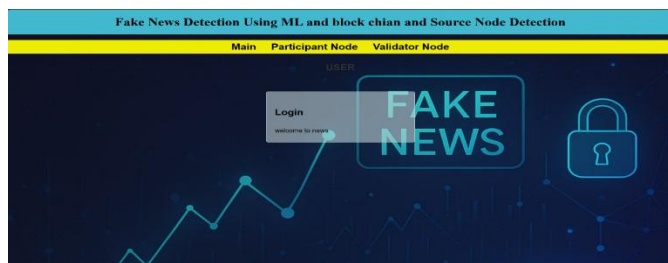 Fake News Detection Using ML and block chian and Source Node Detection
Main Participant Node Validator Node
USER
Login
welcome to news
FAKE
NEWS